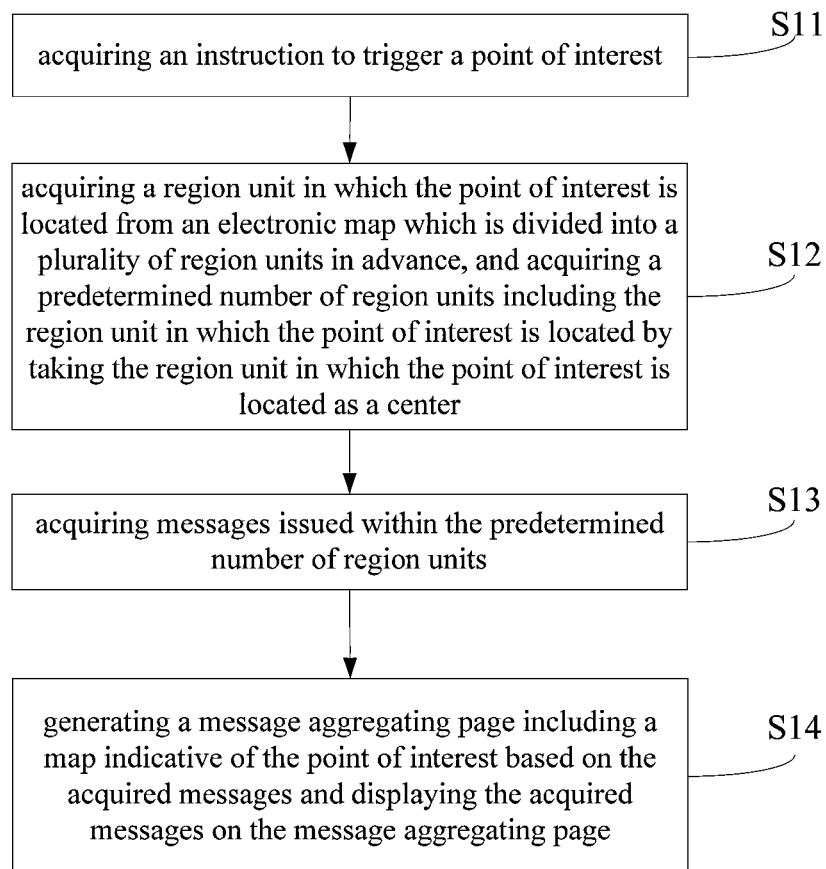 S11
acquiring an instruction to trigger a point of interest
acquiring a region unit in which the point of interest is
located from an electronic map which is divided into a
plurality of region units in advance, and acquiring a
predetermined number of region units including the
region unit in which the point of interest is located by
taking the region unit in which the point of interest is
located as a center
S12
acquiring messages issued within the predetermined
number of region units
S13
generating a message aggregating page including a
map indicative of the point of interest based on the
acquired messages and displaying the acquired
messages on the message aggregating page
S14